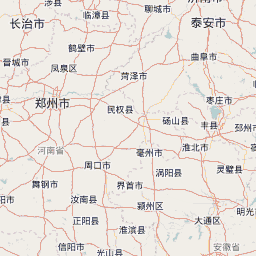 涉县
临漳县
聊城市
长治市
泰安市
鹤壁市
曲阜市
晋城市
凤泉区
菏泽市
枣庄市
郑州市
民权县
砀山县
丰县
邳州
河南省
亳州市
淮北市
周口市
涡阳县
灵璧县
舞钢市
汝南县
界首市
颍州区
明光
正阳县
大通区
淮滨县
信阳市
光山县
安徽省